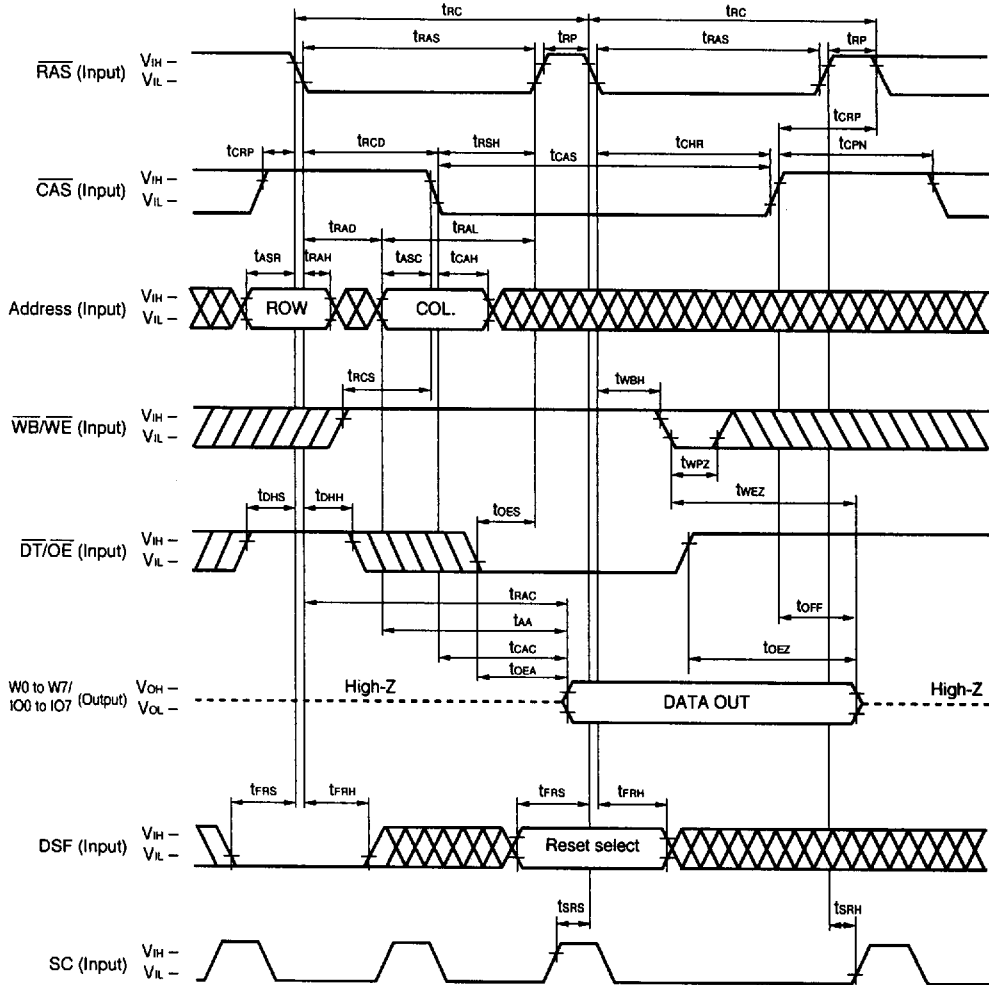 tRC tRC
tRAS tRP tRAS tRP
RAS (Input) VIH
VIL
tCRP
tCRP tRCD tRSH tCAS tCHR tCPN
CAS (Input) VIH
VIL
tRAD tRAL
tASR tRAH tASC tCAH
Address (Input) VIH
VIL
ROW COL.
tRCS tWBH
WB/WE (Input) VIH
VIL
tWPZ
tWEZ
tDHS tDHH tOES
DT/OE (Input) VIH
VIL
tRAC
tOFF
tAA
tCAC
tOEZ
tOEA
W0 to W7/
IO0 to IO7 (Output) VOH
VOL
High-Z DATA OUT High-Z
tFRS tFRH tFRS tFRH
DSF (Input) VIH
VIL
Reset select
tSRS tSRH
SC (Input) VIH
VIL